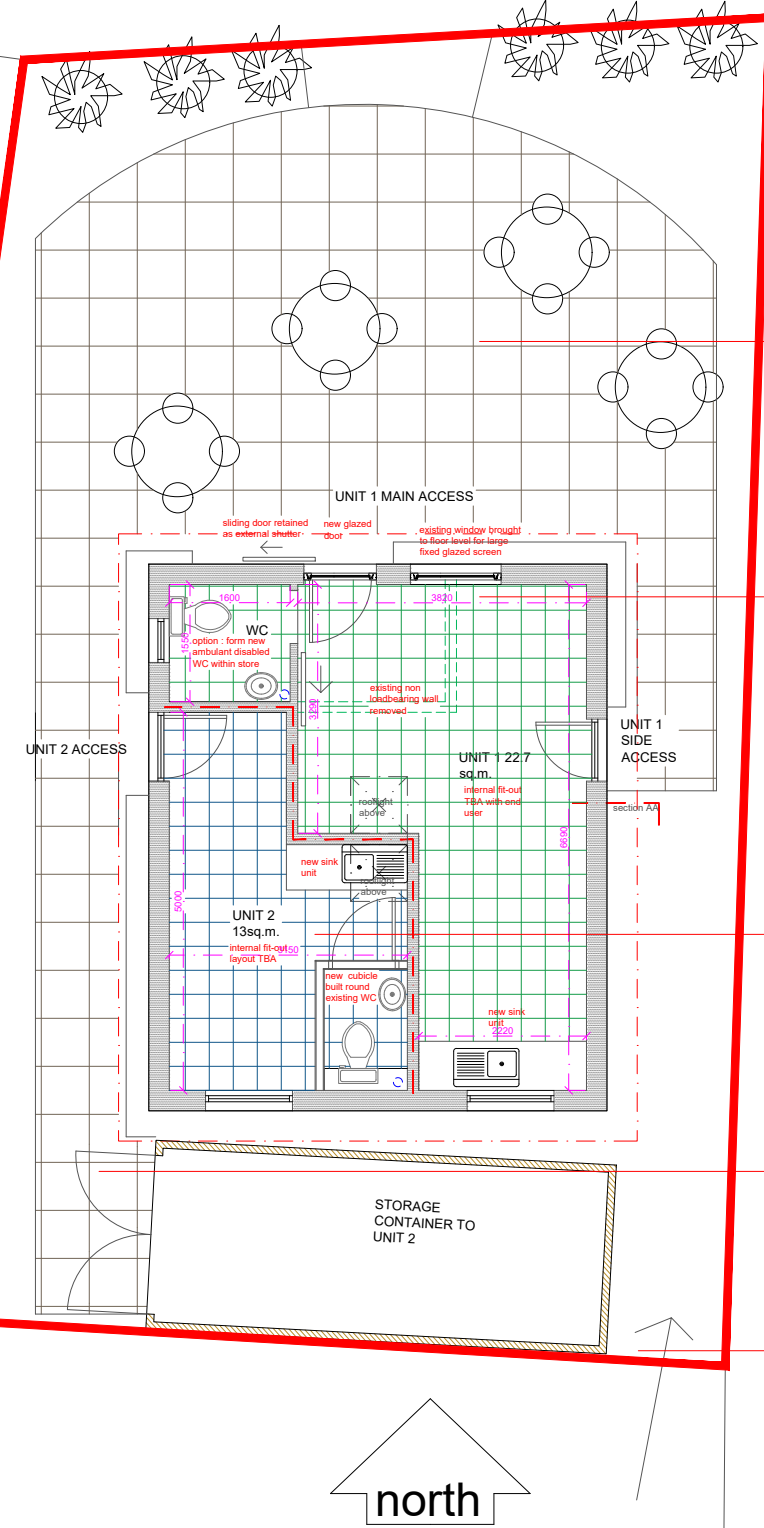 UNIT 1 MAIN ACCESS
sliding door retained
as external shutter
new glazed
door
existing window brought
to floor level for large
fixed glazed screen
1600
3820
WC
1555
option : form new
ambulant disabled
WC within store
existing non
loadbearing wall
removed
3290
UNIT 2 ACCESS
UNIT 1
SIDE
ACCESS
UNIT 1 22.7
sq.m.
internal fit-out
TBA with end
user
rooflight
above
section AA
6690
new sink
unit
rooflight
above
5000
UNIT 2
13sq.m.
internal fit-out
layout TBA
3150
new cubicle
built round
existing WC
new sink
unit
2220
STORAGE
CONTAINER TO
UNIT 2
north